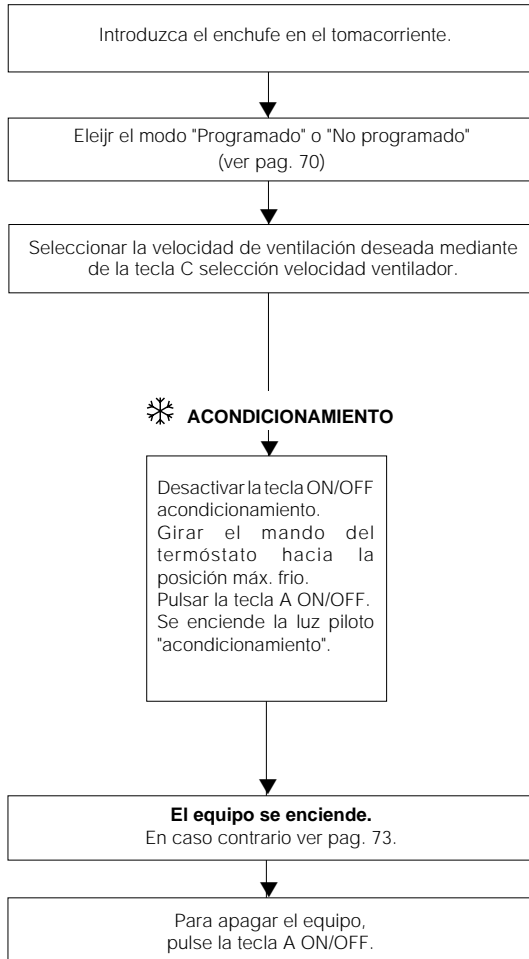 Introduzca el enchufe en el tomacorriente.
Eleijr el modo "Programado" o "No programado"
(ver pag. 70)
Seleccionar la velocidad de ventilación deseada mediante
de la tecla C selección velocidad ventilador.
ACONDICIONAMIENTO
Desactivar la tecla ON/OFF
acondicionamiento.
Girar el mando del
termóstato hacia la
posición máx. frio.
Pulsar la tecla A ON/OFF.
Se enciende la luz piloto
"acondicionamiento".
El equipo se enciende.
En caso contrario ver pag. 73.
Para apagar el equipo,
pulse la tecla A ON/OFF.